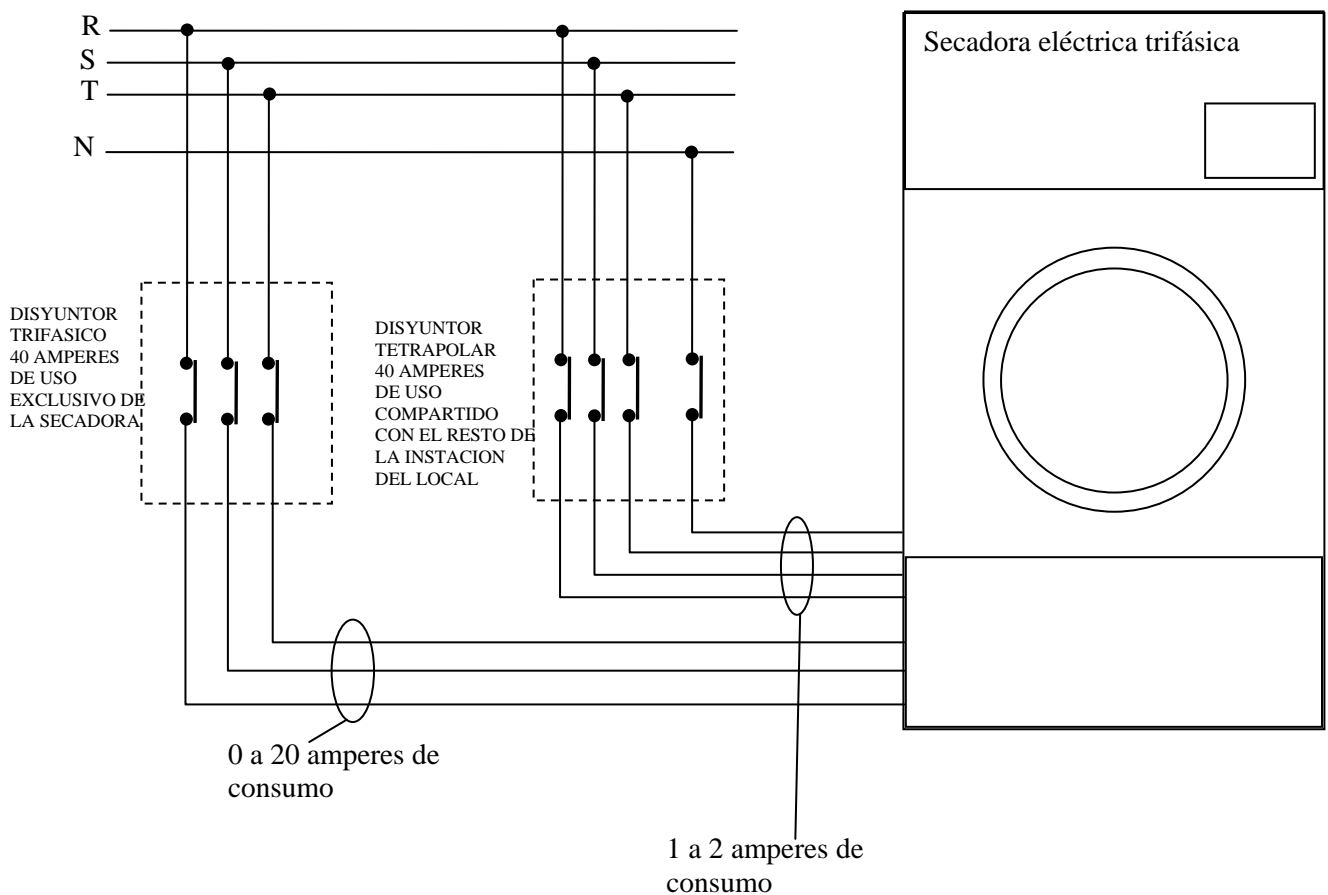 R
S
T
N
Secadora eléctrica trifásica
DISYUNTOR
TRIFASICO
40 AMPERES
DE USO
EXCLUSIVO DE
LA SECADORA
DISYUNTOR
TETRAPOLAR
40 AMPERES
DE USO
COMPARTIDO
CON EL RESTO DE
LA INSTACION
DEL LOCAL
0 a 20 amperes de
consumo
1 a 2 amperes de
consumo